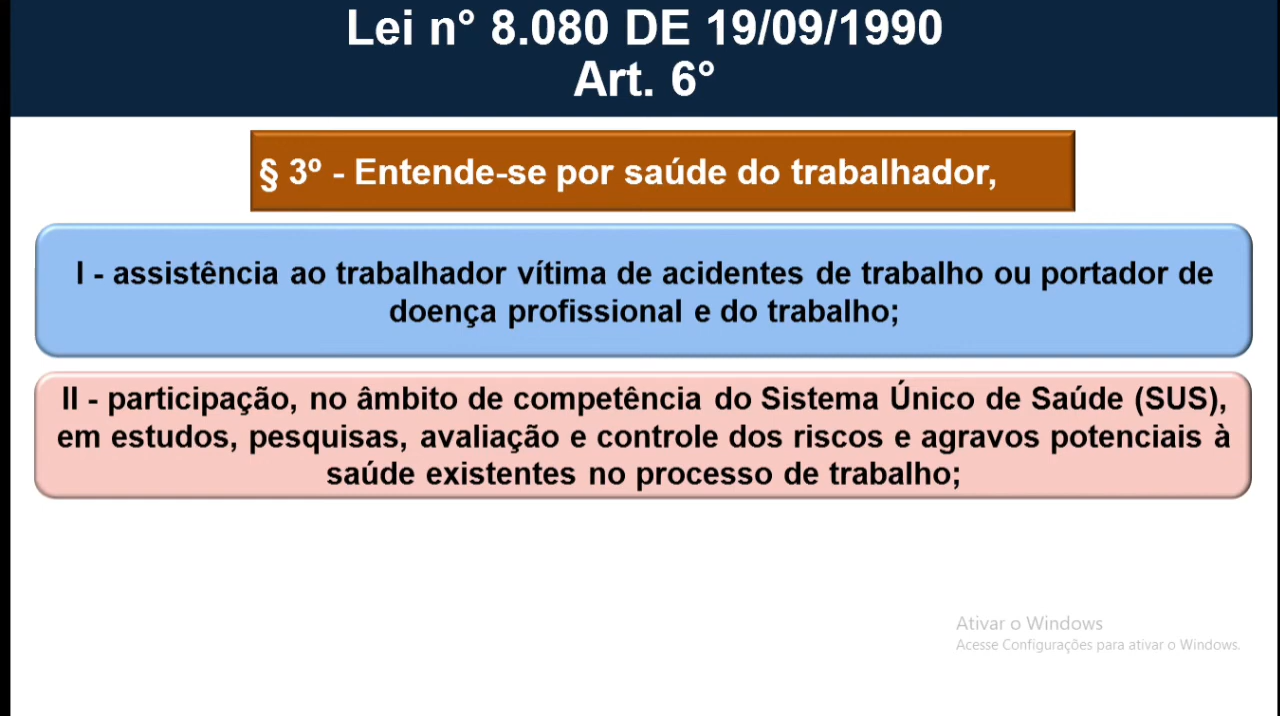 Lei n° 8.080 DE 19/09/1990
Art. 6°
§ 3º - Entende-se por saúde do trabalhador,
I - assistência ao trabalhador vítima de acidentes de trabalho ou portador de
doença profissional e do trabalho;
II - participação, no âmbito de competência do Sistema Único de Saúde (SUS),
em estudos, pesquisas, avaliação e controle dos riscos e agravos potenciais à
saúde existentes no processo de trabalho;
Ativar o Windows
Acesse Configurações para ativar o Windows.